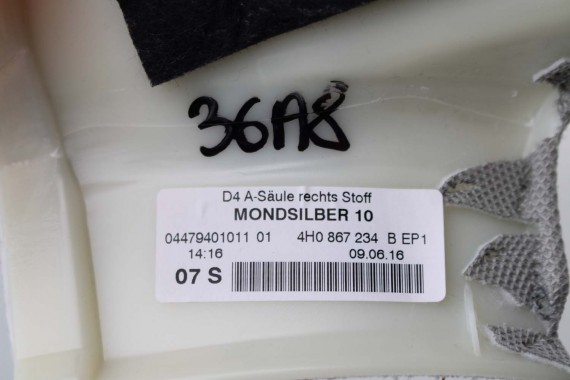 36A8
D4 A-Säule rechts Stoff
MONDSILBER 10
04479401011 01 4H0 867 234 B EP1
14:16 09.06.16
07 S